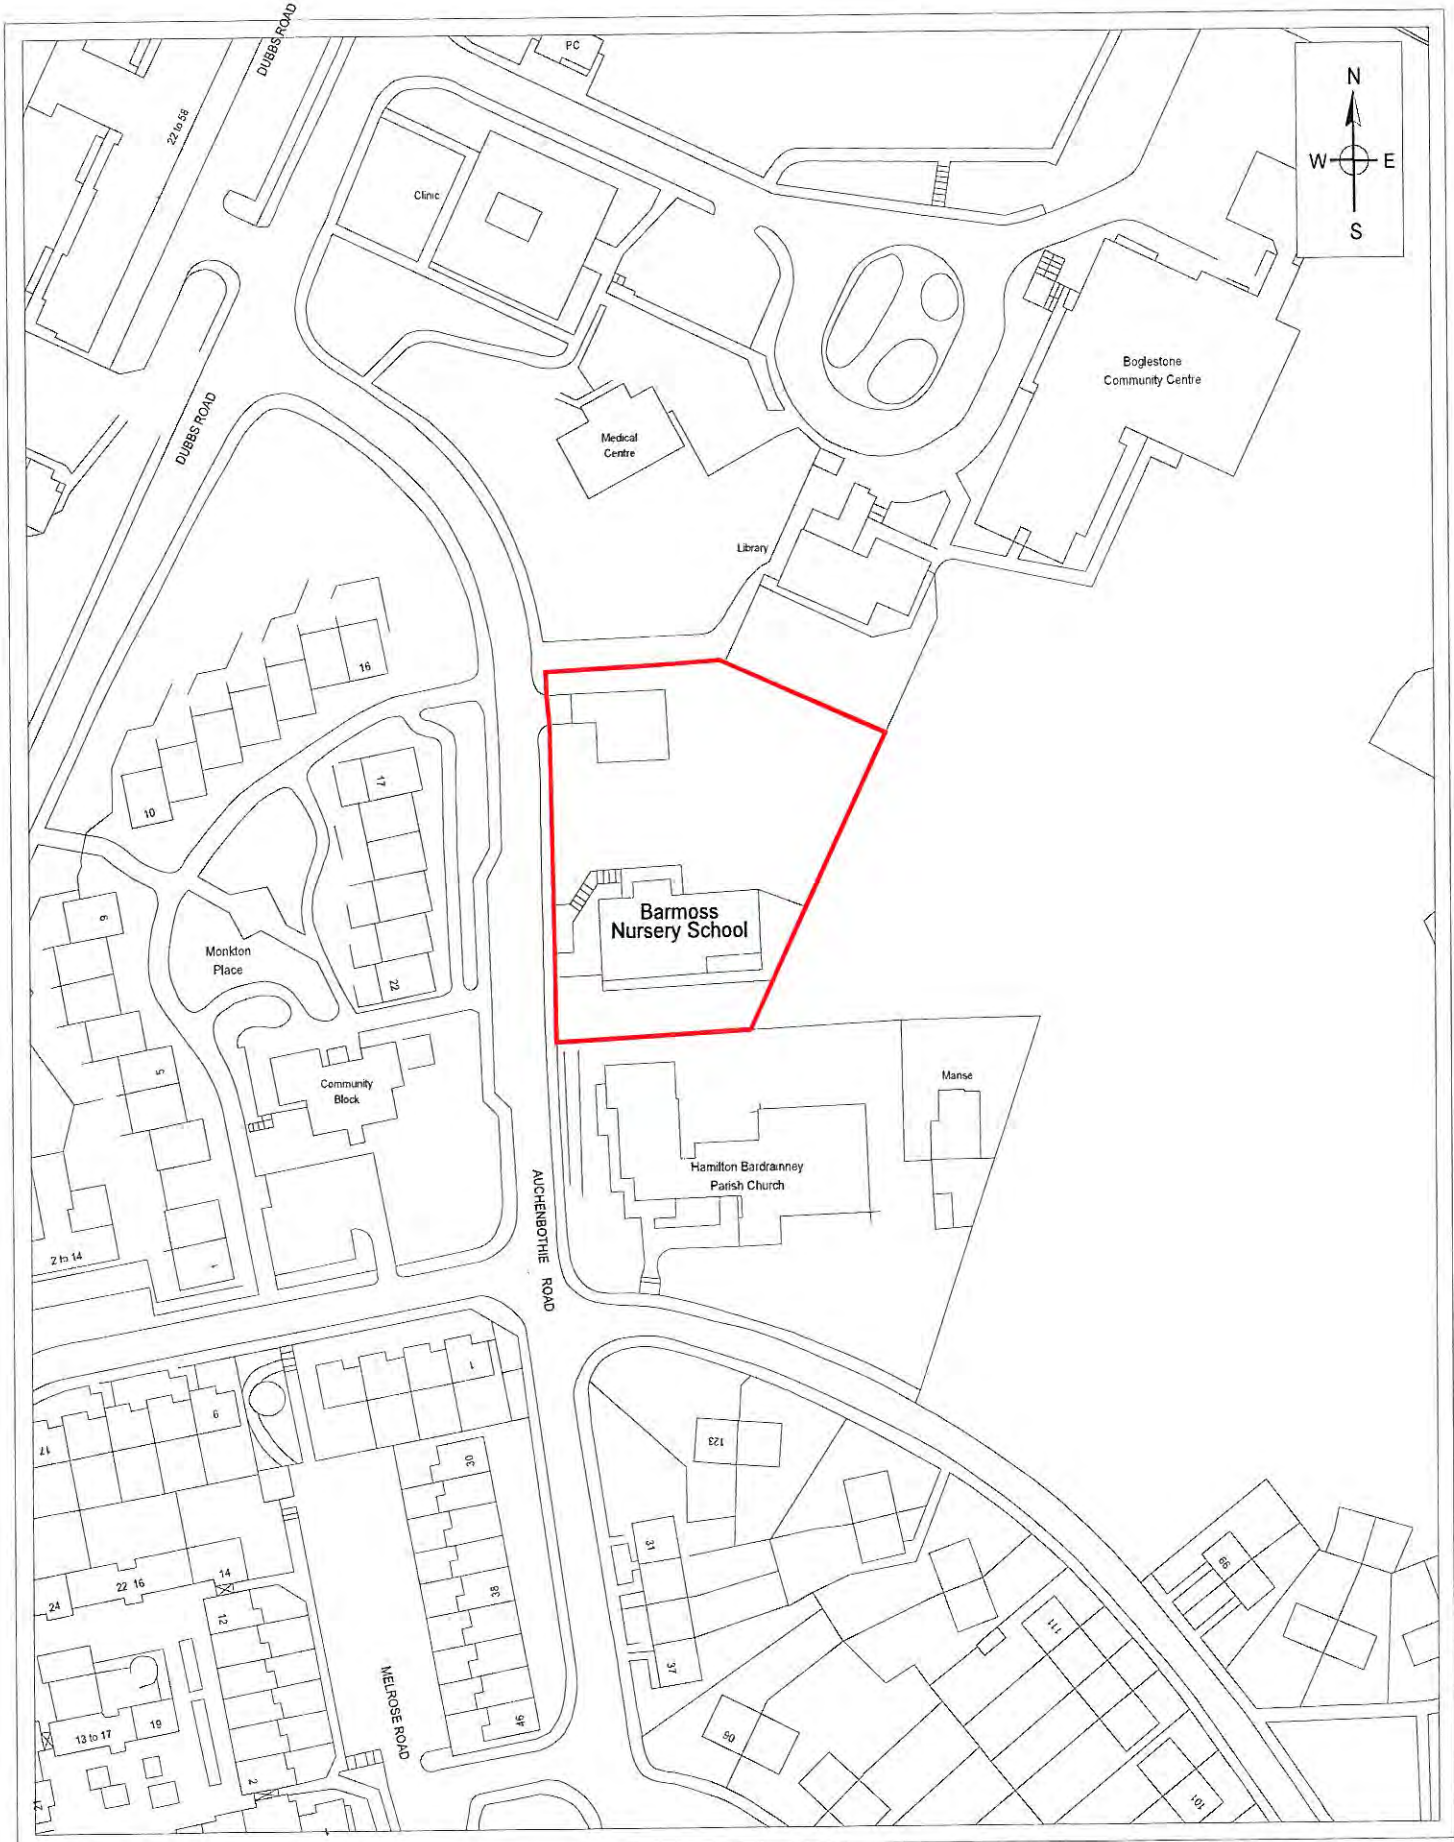 DUBBS ROAD
PC
22 to 58
N
W E
S
Clinic
DUBBS ROAD
Boglestone
Community Centre
Medical
Centre
Library
16
10
17
6
Barmoss
Nursery School
Monkton
Place
22
5
Community
Block
Manse
Hamilton Bardrainney
Parish Church
AUCHENBOTHIE ROAD
2 to 14
1
1
9
17
123
30
31
99
22 16
14
24
12
38
111
37
MELROSE ROAD
46
19
13 to 17
90
2
101
21